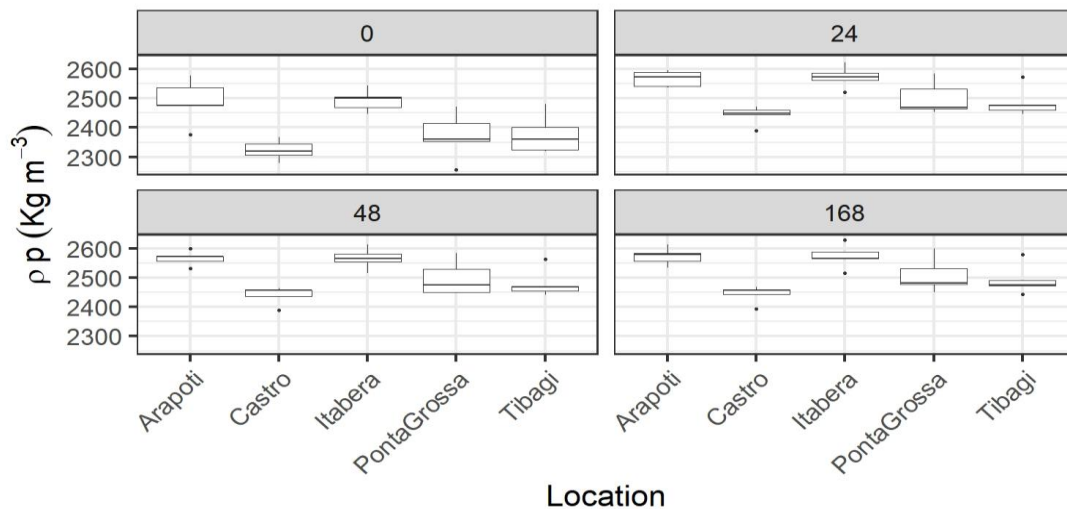 0
24
2600
2500
2400
2300
48
168
2600
2500
2400
2300
ρ p (Kg m⁻³)
Arapoti
Castro
Itabera
PontaGrossa
Tibagi
Arapoti
Castro
Itabera
PontaGrossa
Tibagi
Location